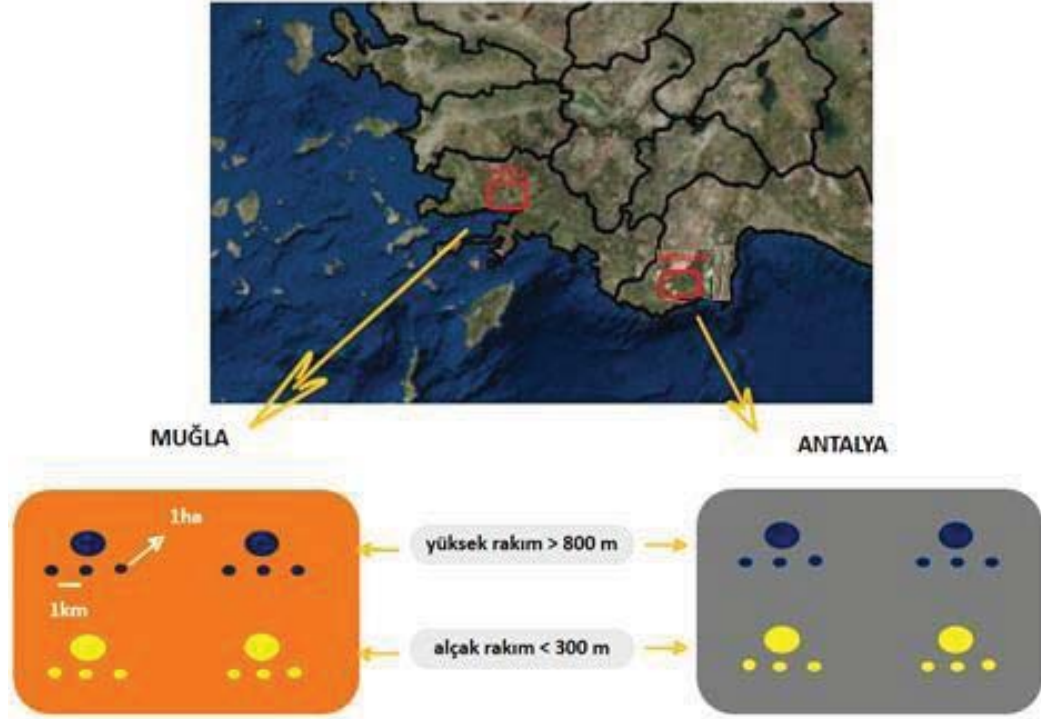 MUĞLA
ANTALYA
1ha
yüksek rakım > 800 m
1km
alçak rakım < 300 m